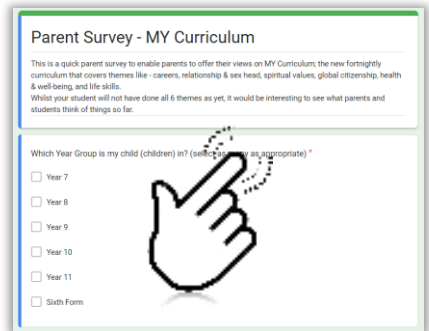 Parent Survey - MY Curriculum
This is a quick parent survey to enable parents to offer their views on MY Curriculum; the new fortnightly
curriculum that covers themes like - careers, relationship & sex head, spiritual values, global citizenship, health
& well-being, and life skills.
Whilst your student will not have done all 6 themes as yet, it would be interesting to see what parents and
students think of things so far.
Which Year Group is my child (children) in? (select as as appropriate) *
Year 7
Year 8
Year 9
Year 10
Year 11
Sixth Form